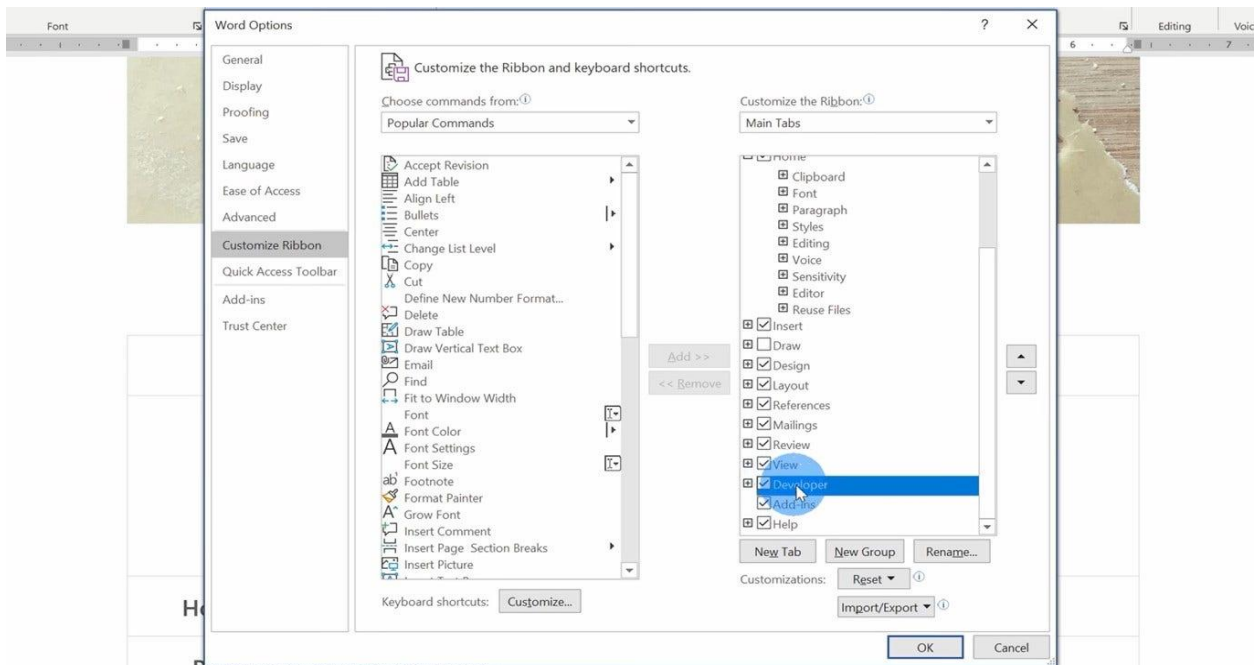 Font
Editing
Voic
6
7
Word Options
?
General
Display
Proofing
Save
Language
Ease of Access
Advanced
Customize Ribbon
Quick Access Toolbar
Add-ins
Trust Center
Customize the Ribbon and keyboard shortcuts.
Choose commands from:
Popular Commands
Accept Revision
Add Table
Align Left
Bullets
Center
Change List Level
Copy
Cut
Define New Number Format...
Delete
Draw Table
Draw Vertical Text Box
Email
Find
Fit to Window Width
Font
Font Color
Font Settings
Font Size
Footnote
Format Painter
Grow Font
Insert Comment
Insert Page Section Breaks
Insert Picture
Keyboard shortcuts: Customize...
Add >>
<< Remove
Customize the Ribbon:
Main Tabs
Home
Clipboard
Font
Paragraph
Styles
Editing
Voice
Sensitivity
Editor
Reuse Files
Insert
Draw
Design
Layout
References
Mailings
Review
View
Developer
Add-ins
Help
New Tab
New Group
Rename...
Customizations: Reset
Import/Export
OK
Cancel